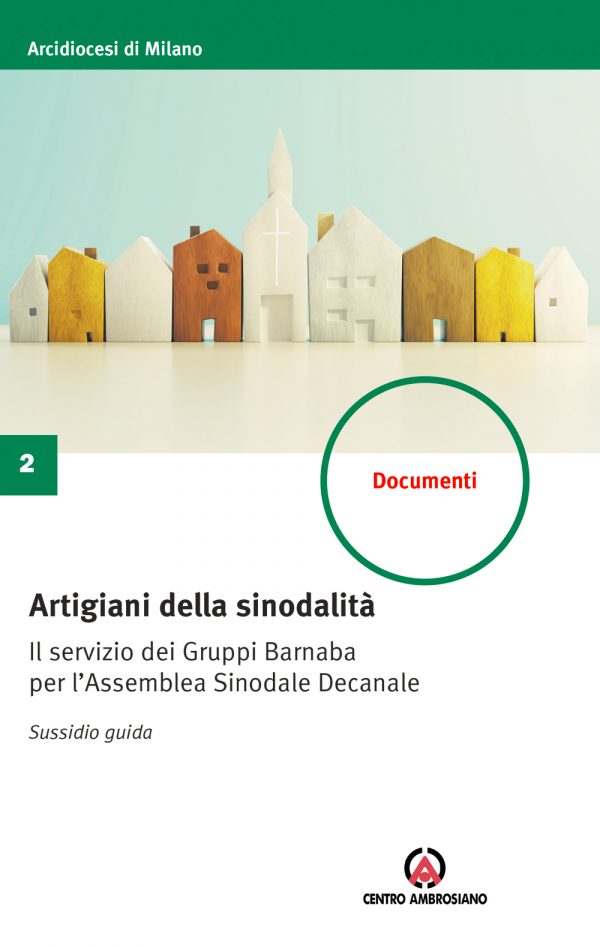 Arcidiocesi di Milano
2
Documenti
Artigiani della sinodalità
Il servizio dei Gruppi Barnaba
per l'Assemblea Sinodale Decanale
Sussidio guida
CENTRO AMBROSIANO